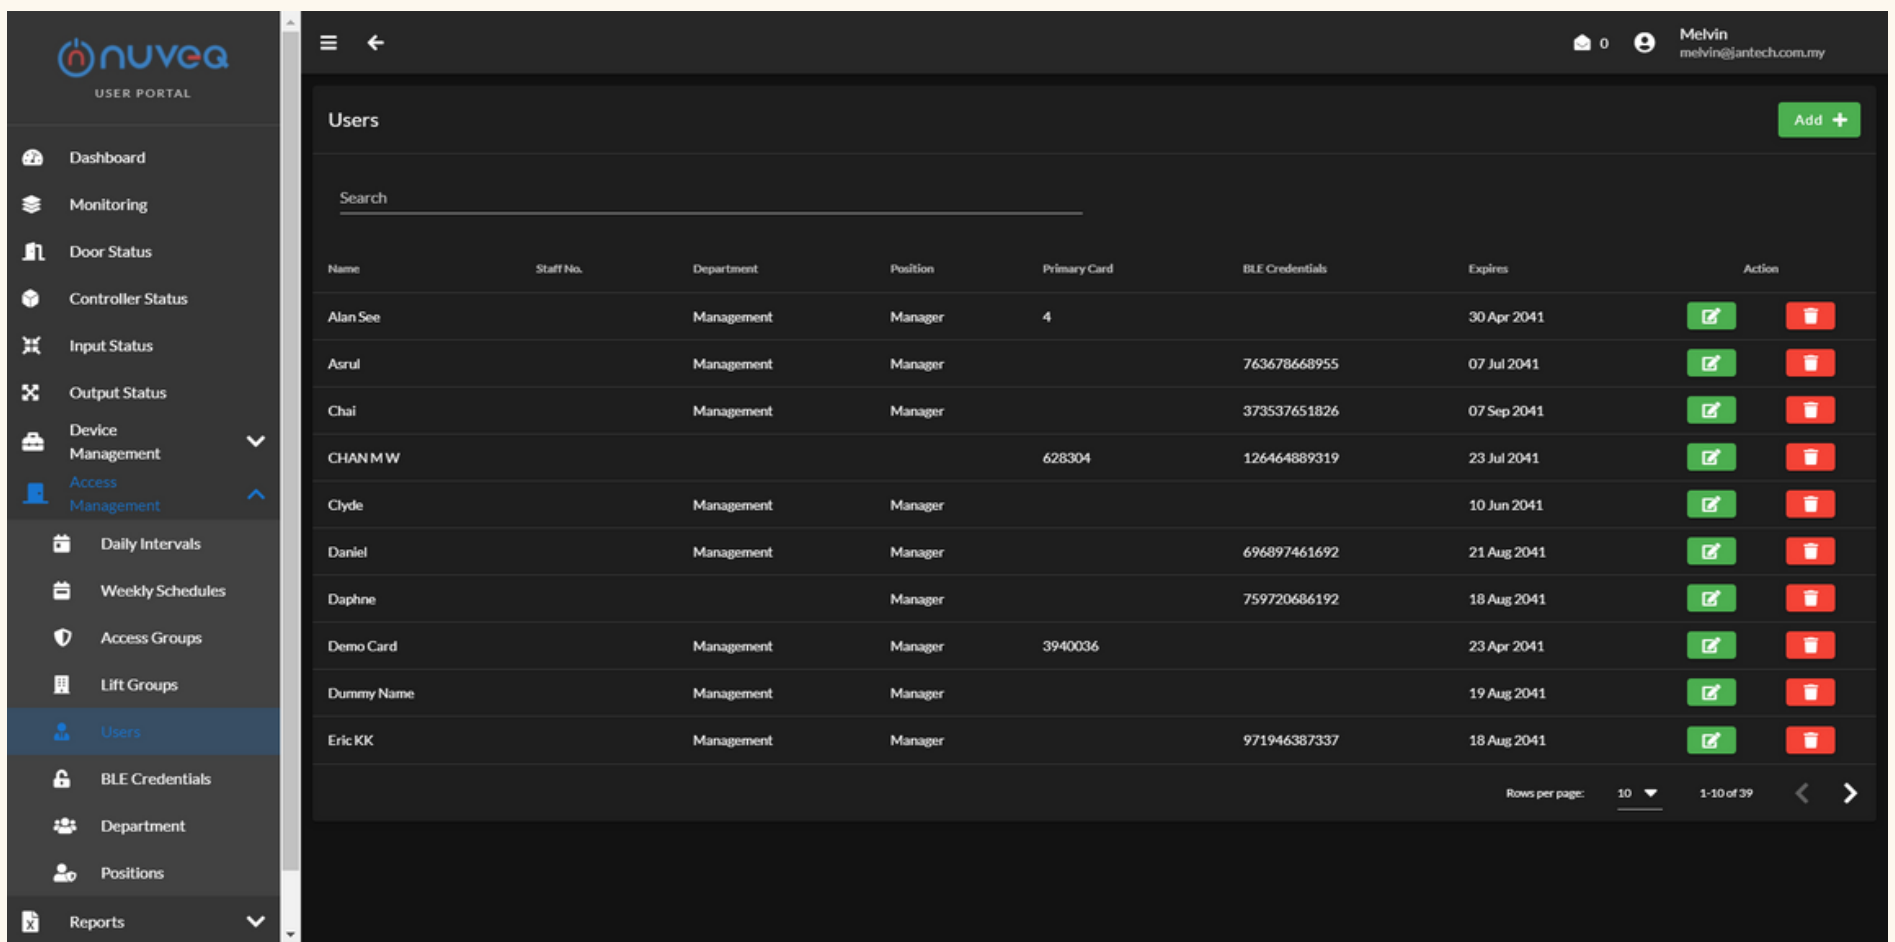 nuveq
USER PORTAL
Dashboard
Monitoring
Door Status
Controller Status
Input Status
Output Status
Device
Management
Access
Management
Daily Intervals
Weekly Schedules
Access Groups
Lift Groups
Users
BLE Credentials
Department
Positions
Reports
0
Melvin
melvin@jantech.com.my
Users
Add
Search
Name Staff No. Department Position Primary Card BLE Credentials Expires Action
Alan See Management Manager 4 30 Apr 2041
Asrul Management Manager 763678668955 07 Jul 2041
Chai Management Manager 373537651826 07 Sep 2041
CHAN M W 628304 126464889319 23 Jul 2041
Clyde Management Manager 10 Jun 2041
Daniel Management Manager 696897461692 21 Aug 2041
Daphne Manager 759720686192 18 Aug 2041
Demo Card Management Manager 3940036 23 Apr 2041
Dummy Name Management Manager 19 Aug 2041
Eric KK Management Manager 971946387337 18 Aug 2041
Rows per page: 10 1-10 of 39